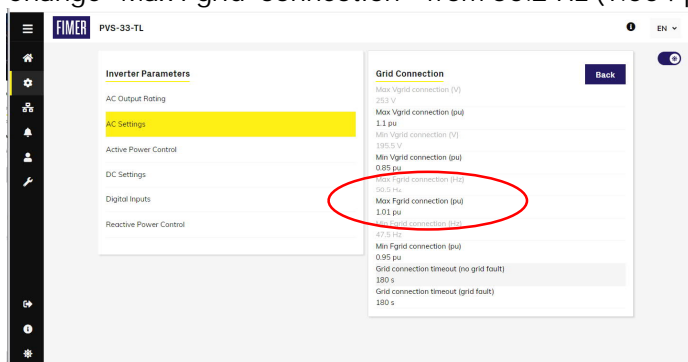 FIMER PVS-33-TL EN
Inverter Parameters
AC Output Rating
AC Settings
Active Power Control
DC Settings
Digital Inputs
Reactive Power Control
Grid Connection
Back
Max Vgrid connection (V)
253 V
Max Vgrid connection (pu)
1.1 pu
Min Vgrid connection (V)
195.5 V
Min Vgrid connection (pu)
0.85 pu
Max Fgrid connection (Hz)
50.5 Hz
Max Fgrid connection (pu)
1.01 pu
Min Fgrid connection (Hz)
47.5 Hz
Min Fgrid connection (pu)
0.95 pu
Grid connection timeout (no grid fault)
180 s
Grid connection timeout (grid fault)
180 s